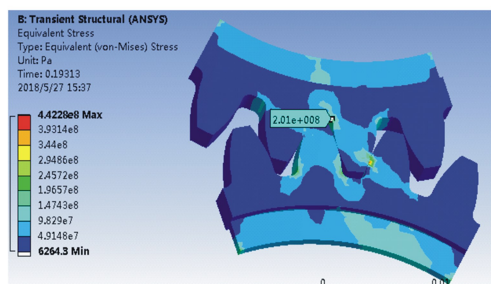 B: Transient Structural (ANSYS)
Equivalent Stress
Type: Equivalent (von-Mises) Stress
Unit: Pa
Time: 0.19313
2018/5/27 15:37
4.4228e8 Max
3.9314e8
3.44e8
2.9486e8
2.4572e8
1.9657e8
1.4743e8
9.829e7
4.9148e7
6264.3 Min
2.01e+008